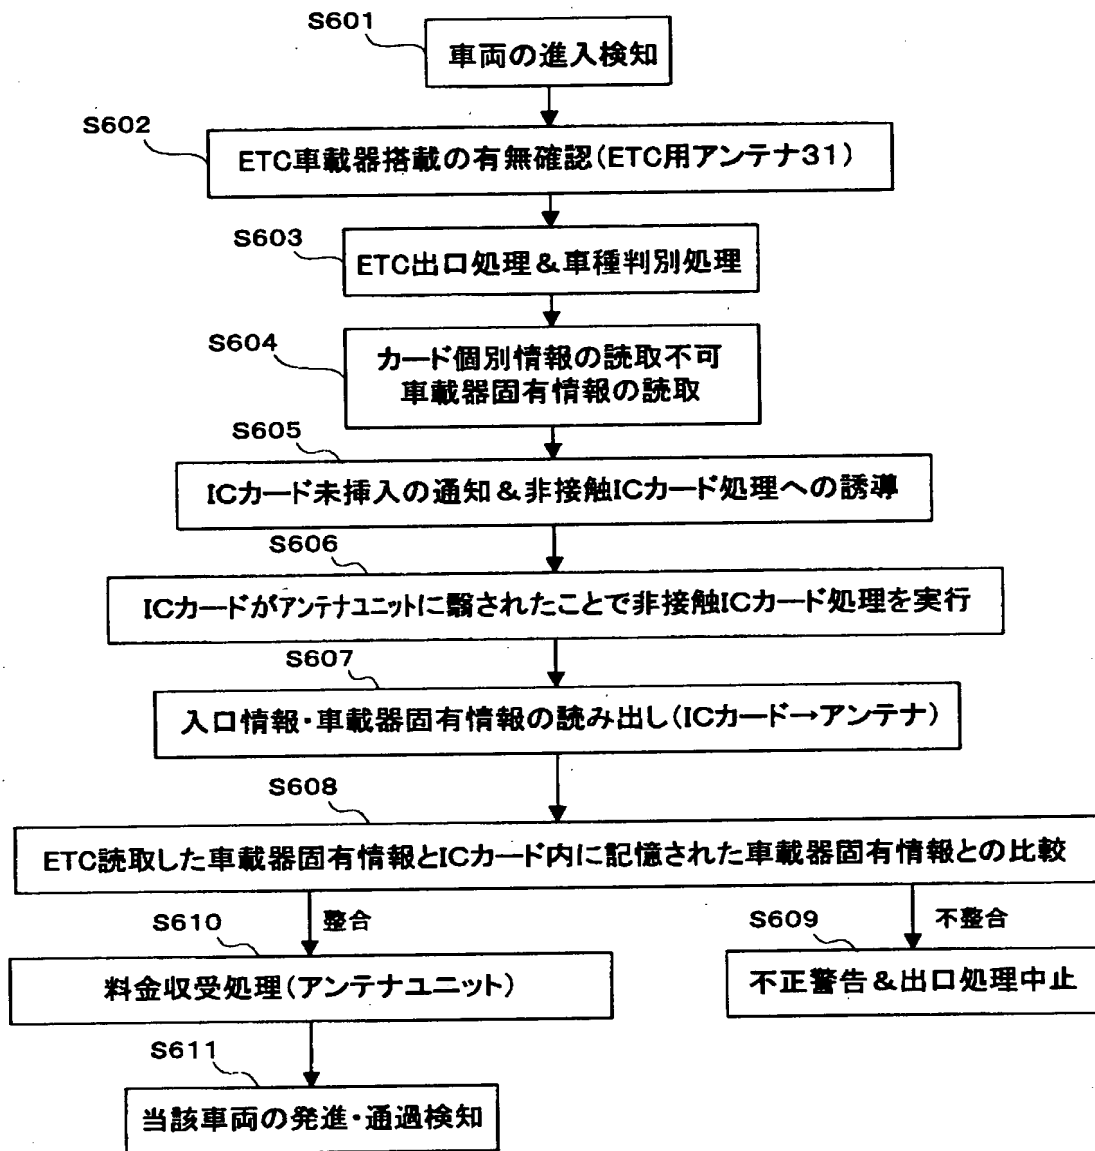 S601
車両の進入検知
S602
ETC車載器搭載の有無確認(ETC用アンテナ31)
S603
ETC出口処理&車種判別処理
S604
カード個別情報の読取不可
車載器固有情報の読取
S605
ICカード未挿入の通知&非接触ICカード処理への誘導
S606
ICカードがアンテナユニットに翳されたことで非接触ICカード処理を実行
S607
入口情報・車載器固有情報の読み出し(ICカード→アンテナ)
S608
ETC読取した車載器固有情報とICカード内に記憶された車載器固有情報との比較
S610
整合
S609
不整合
料金収受処理(アンテナユニット)
不正警告&出口処理中止
S611
当該車両の発進・通過検知